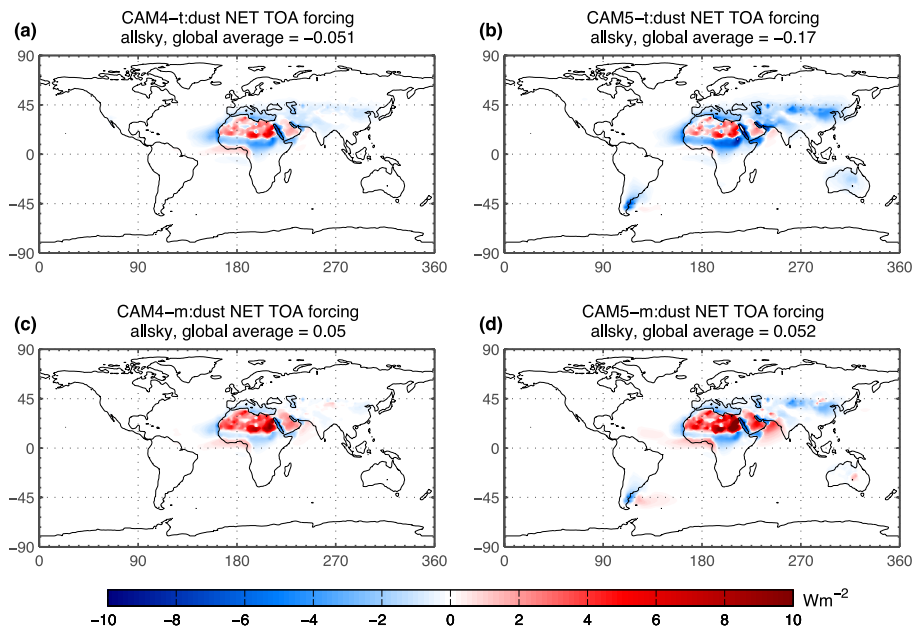 (a)
CAM4−t:dust NET TOA forcing
allsky, global average = −0.051
90
45
0
−45
−90
0 90 180 270 360
(b)
CAM5−t:dust NET TOA forcing
allsky, global average = −0.17
90
45
0
−45
−90
0 90 180 270 360
(c)
CAM4−m:dust NET TOA forcing
allsky, global average = 0.05
90
45
0
−45
−90
0 90 180 270 360
(d)
CAM5−m:dust NET TOA forcing
allsky, global average = 0.052
90
45
0
−45
−90
0 90 180 270 360
Wm−2
−10 −8 −6 −4 −2 0 2 4 6 8 10